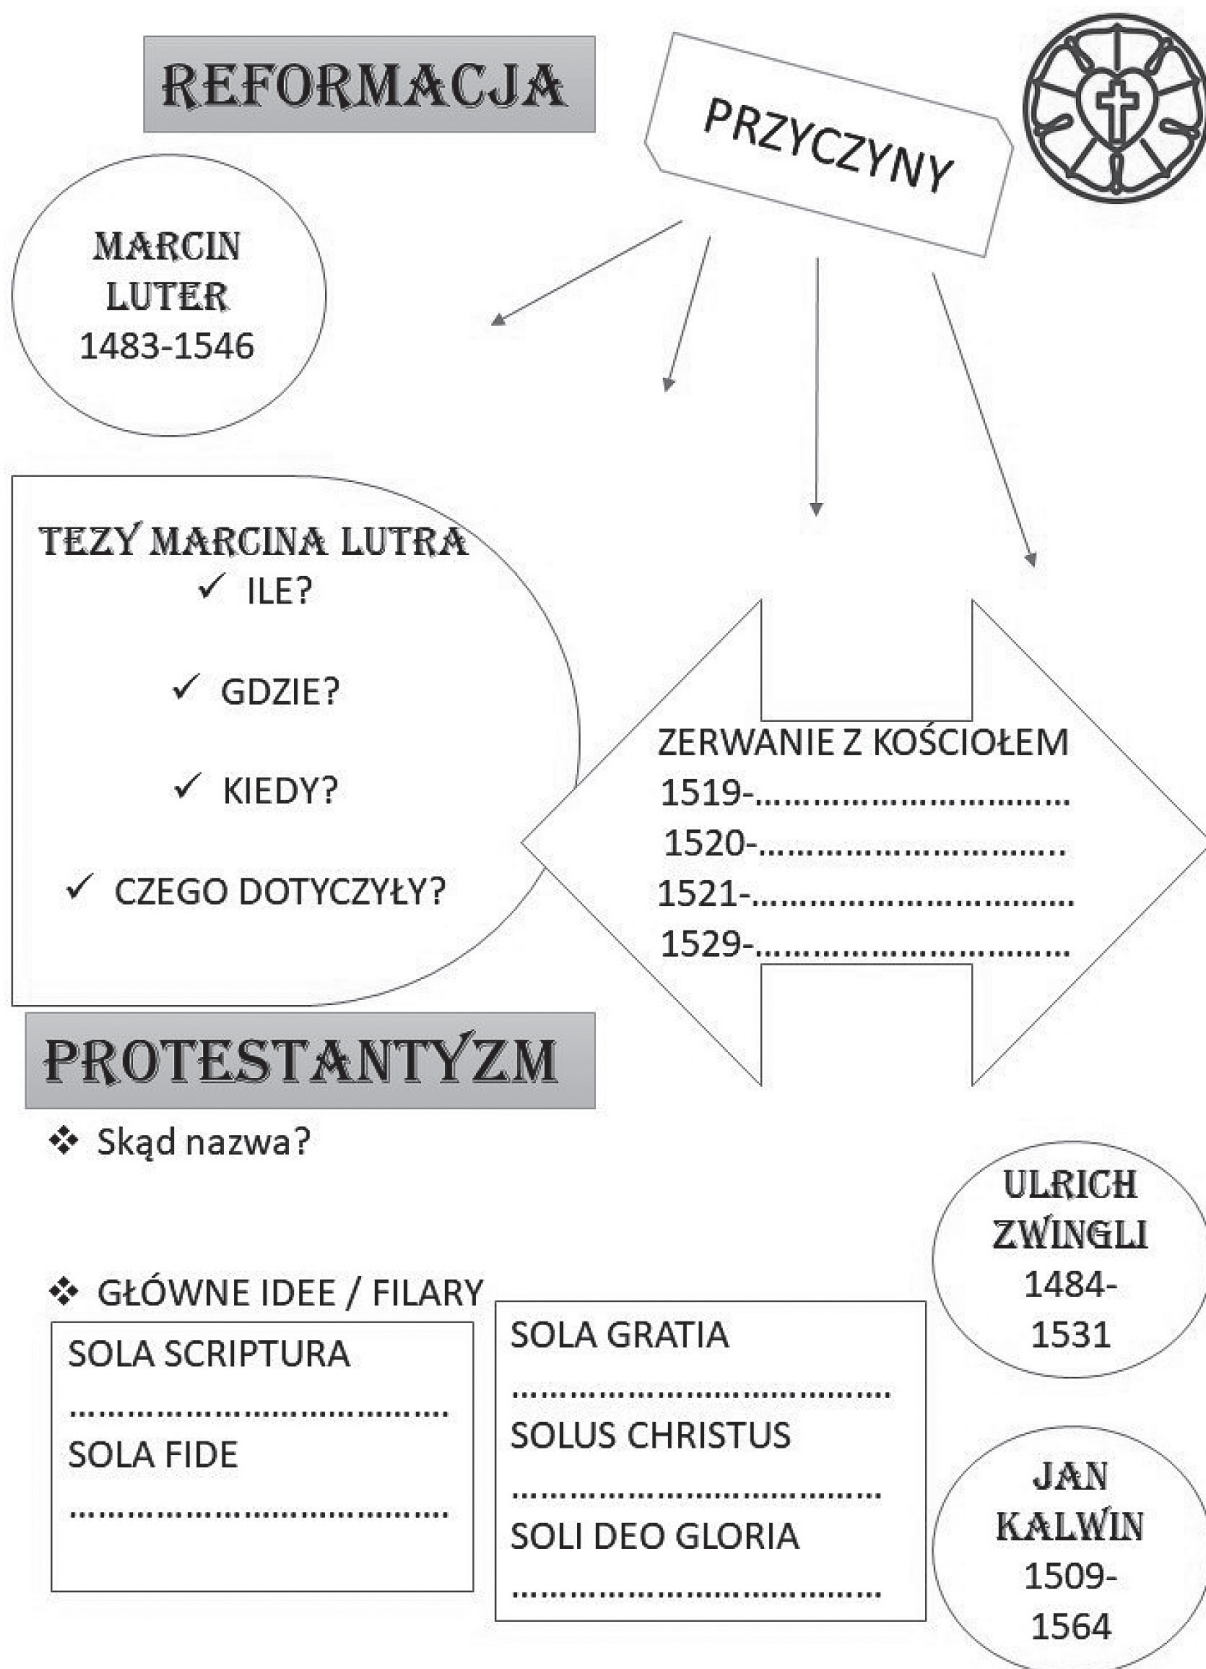 REFORMACJA
PRZYCZYNY
MARCIN
LUTER
1483-1546
TEZY MARCINA LUTRA
✓ ILE?
✓ GDZIE?
✓ KIEDY?
✓ CZEGO DOTYCZYŁY?
ZERWANIE Z KOŚCIOŁEM
1519-……………………………
1520-…………………………..
1521-……………………………
1529-……………………………
PROTESTANTYZM
❖ Skąd nazwa?
❖ GŁÓWNE IDEE / FILARY
SOLA SCRIPTURA
………………………………….
SOLA FIDE
………………………………….
SOLA GRATIA
………………………………….
SOLUS CHRISTUS
…………………………………
SOLI DEO GLORIA
…………………………………
ULRICH
ZWINGLI
1484-
1531
JAN
KALWIN
1509-
1564